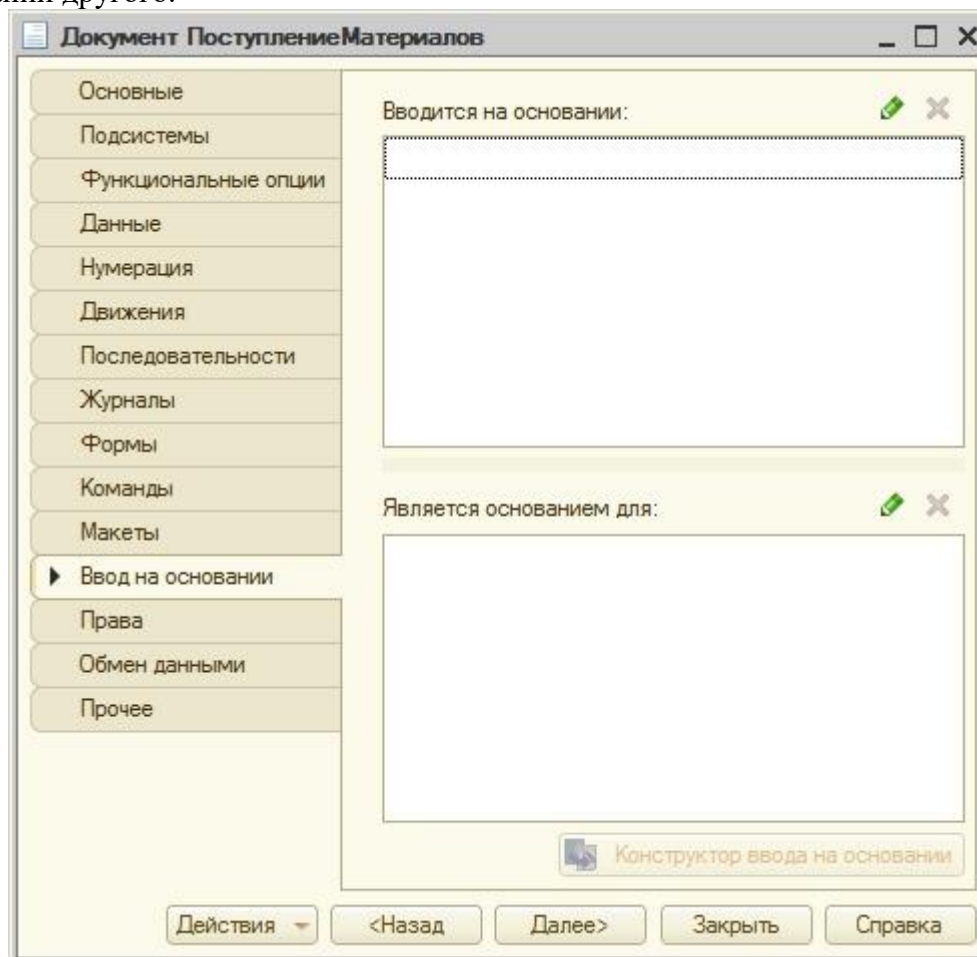 другого.
Документ ПоступлениеМатериалов
Основные
Подсистемы
Функциональные опции
Данные
Нумерация
Движения
Последовательности
Журналы
Формы
Команды
Макеты
Ввод на основании
Права
Обмен данными
Прочее
Вводится на основании:
Является основанием для:
Конструктор ввода на основании
Действия
<Назад
Далее>
Закрыть
Справка